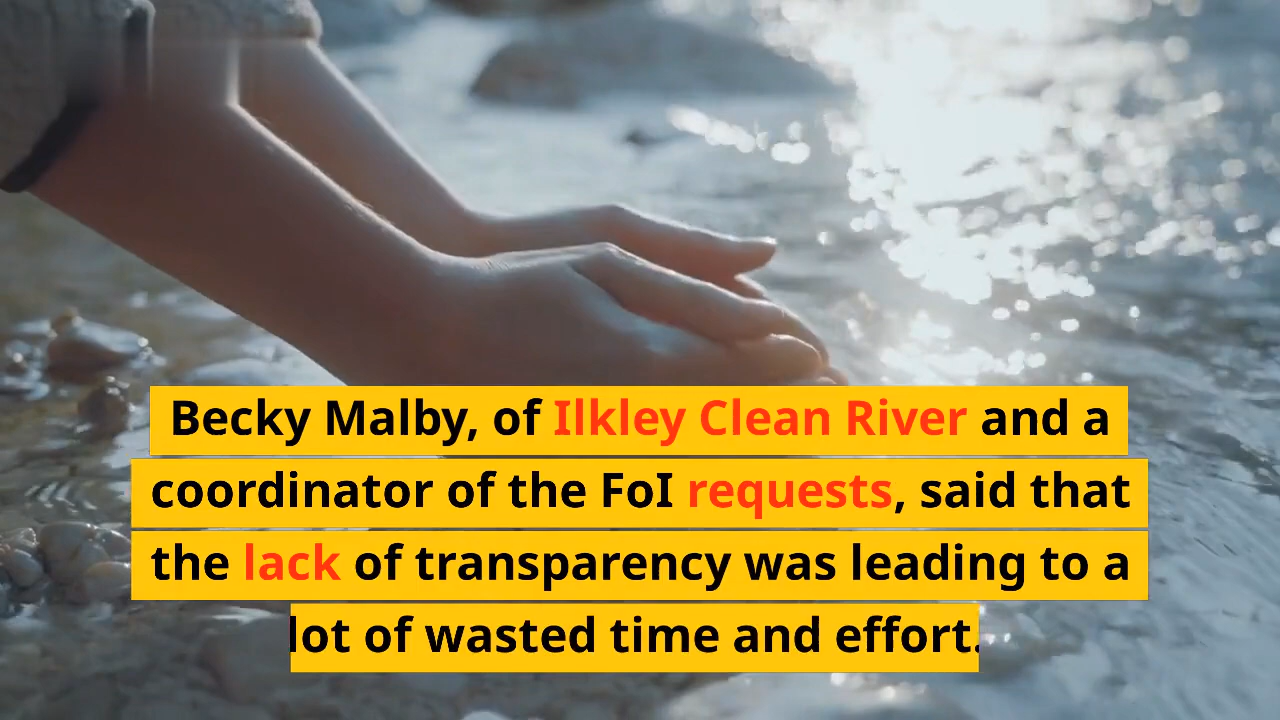 Becky Malby, of Ilkley Clean River and a
coordinator of the FoI requests, said that
the lack of transparency was leading to a
lot of wasted time and effort.